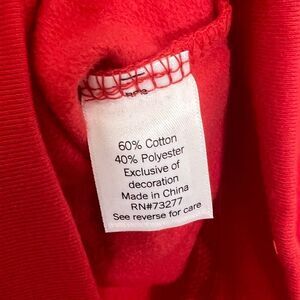 60% Cotton
40% Polyester
Exclusive of
decoration
Made in China
RN#73277
See reverse for care